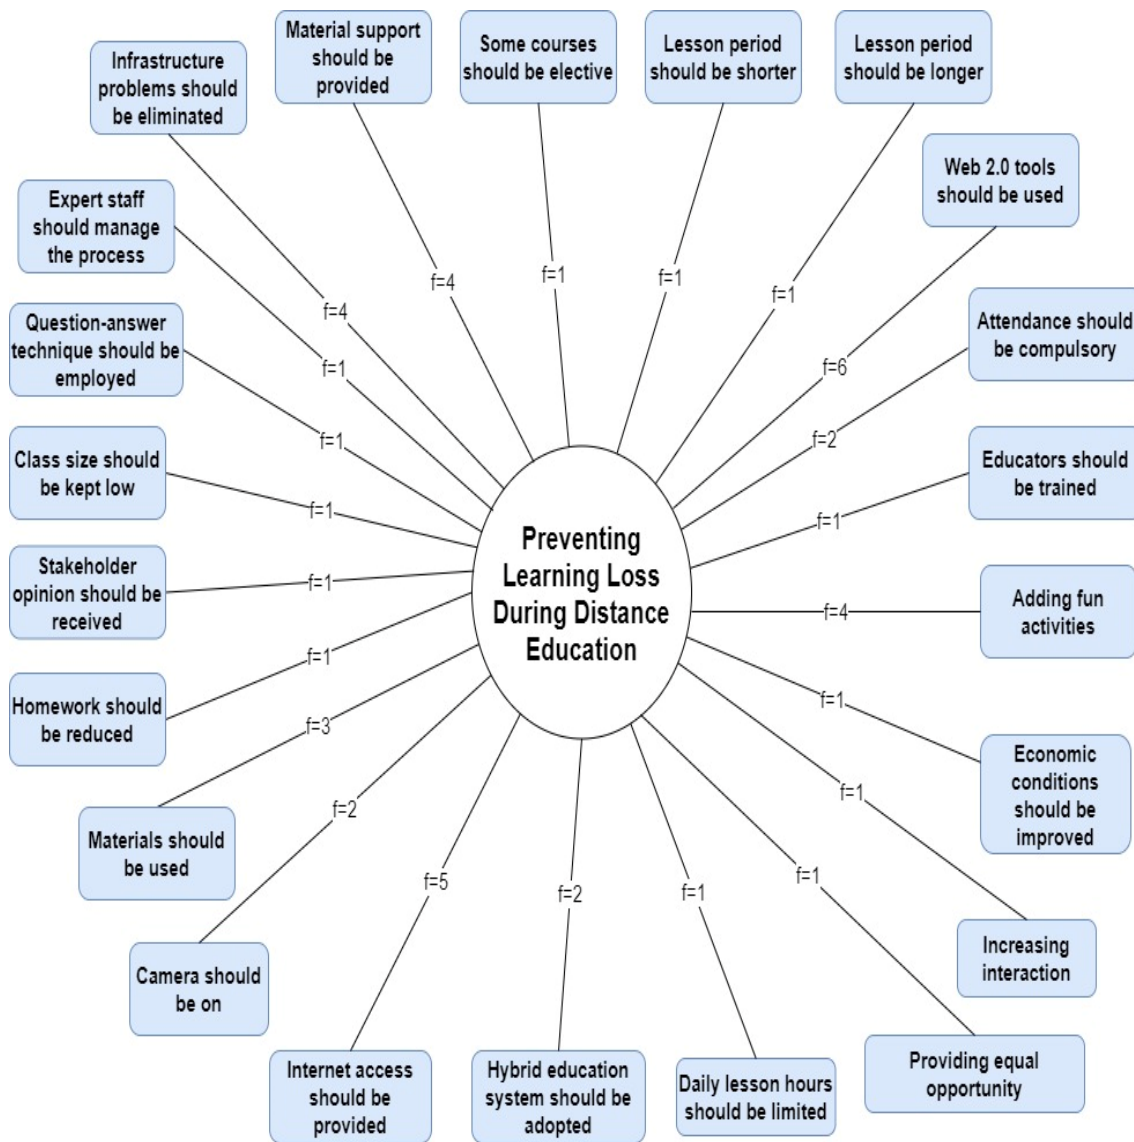 Infrastructure
problems should
be eliminated
Material support
should be
provided
Some courses
should be elective
Lesson period
should be shorter
Lesson period
should be longer
Web 2.0 tools
should be used
Attendance should
be compulsory
Educators should
be trained
Adding fun
activities
Economic
conditions
should be
improved
Increasing
interaction
Providing equal
opportunity
Daily lesson hours
should be limited
Hybrid education
system should be
adopted
Internet access
should be
provided
Camera should
be on
Materials should
be used
Homework should
be reduced
Stakeholder
opinion should be
received
Class size should
be kept low
Question-answer
technique should be
employed
Expert staff
should manage
the process
f=4
f=4
f=1
f=1
f=1
f=6
f=2
f=1
f=4
f=1
f=1
f=1
f=1
f=2
f=5
f=2
f=3
f=1
f=1
f=1
f=1
f=1
Preventing
Learning Loss
During Distance
Education